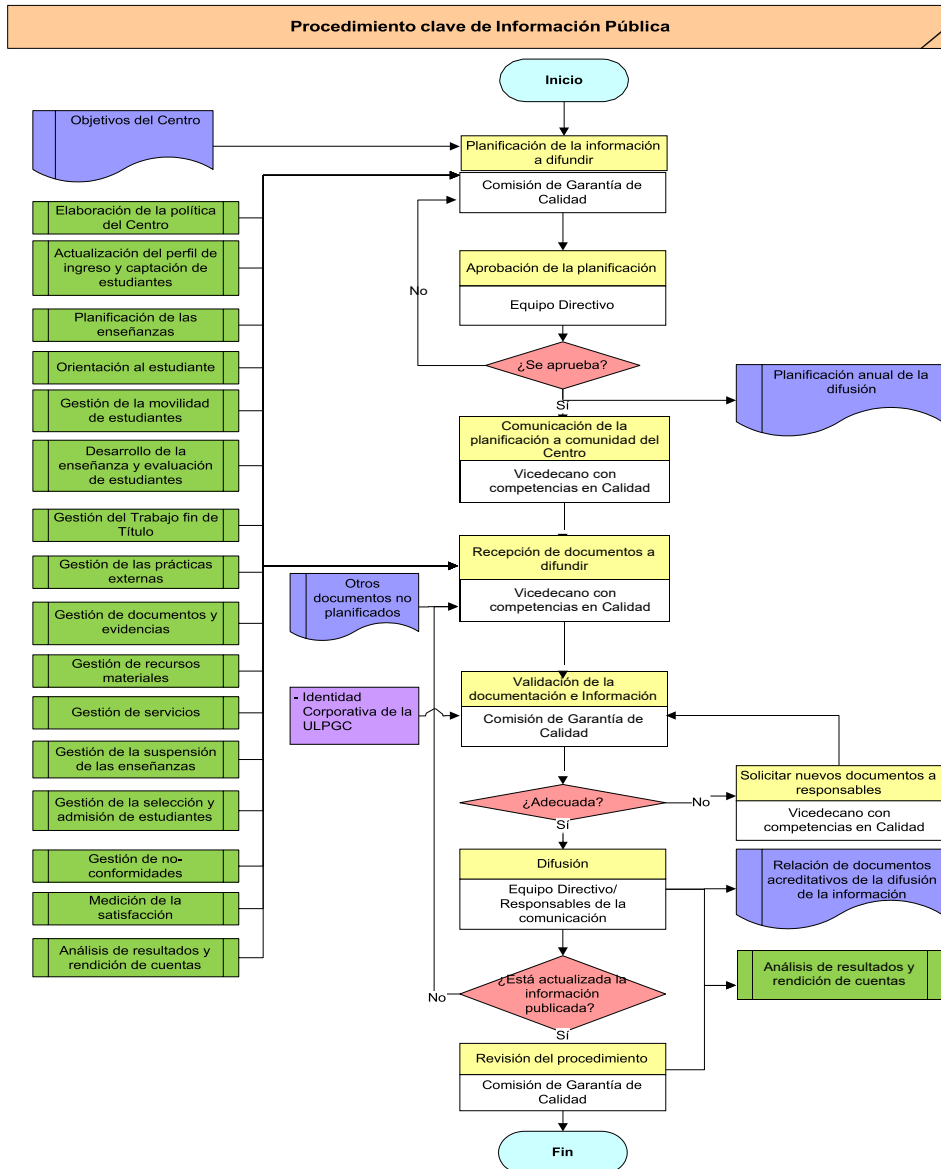 Procedimiento clave de Información Pública
Inicio
Objetivos del Centro
Planificación de la información
a difundir
Comisión de Garantía de
Calidad
Elaboración de la política
del Centro
Actualización del perfil de
ingreso y captación de
estudiantes
Aprobación de la planificación
Equipo Directivo
No
Planificación de las
enseñanzas
Orientación al estudiante
¿Se aprueba?
Sí
Planificación anual de la
difusión
Gestión de la movilidad
de estudiantes
Comunicación de la
planificación a comunidad del
Centro
Vicedecano con
competencias en Calidad
Desarrollo de la
enseñanza y evaluación
de estudiantes
Gestión del Trabajo fin de
Título
Recepción de documentos a
difundir
Vicedecano con
competencias en Calidad
Gestión de las prácticas
externas
Otros
documentos no
planificados
Gestión de documentos y
evidencias
Gestión de recursos
materiales
Validación de la
documentación e Información
Comisión de Garantía de
Calidad
- Identidad
Corporativa de la
ULPGC
Gestión de servicios
Gestión de la suspensión
de las enseñanzas
Solicitar nuevos documentos a
responsables
Vicedecano con
competencias en Calidad
Gestión de la selección y
admisión de estudiantes
¿Adecuada?
No
Sí
Gestión de no-
conformidades
Difusión
Equipo Directivo/
Responsables de la
comunicación
Relación de documentos
acreditativos de la difusión
de la información
Medición de la
satisfacción
Análisis de resultados y
rendición de cuentas
¿Está actualizada la
información
publicada?
No
Sí
Análisis de resultados y
rendición de cuentas
Revisión del procedimiento
Comisión de Garantía de
Calidad
Fin